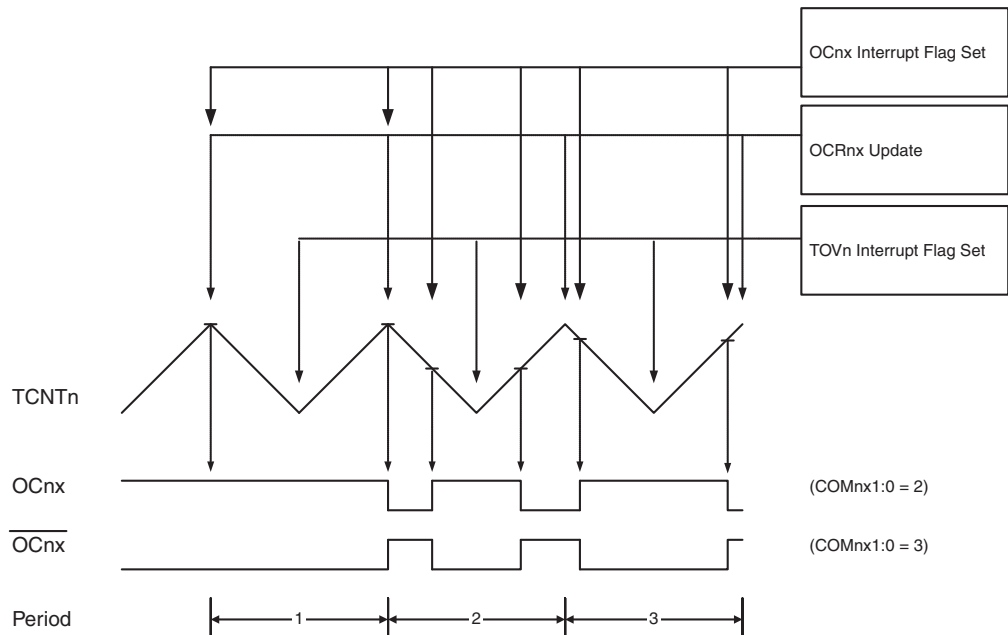 OCnx Interrupt Flag Set
OCRnx Update
TOVn Interrupt Flag Set
TCNTn
OCnx
(COMnx1:0 = 2)
OCnx
(COMnx1:0 = 3)
Period
1
2
3